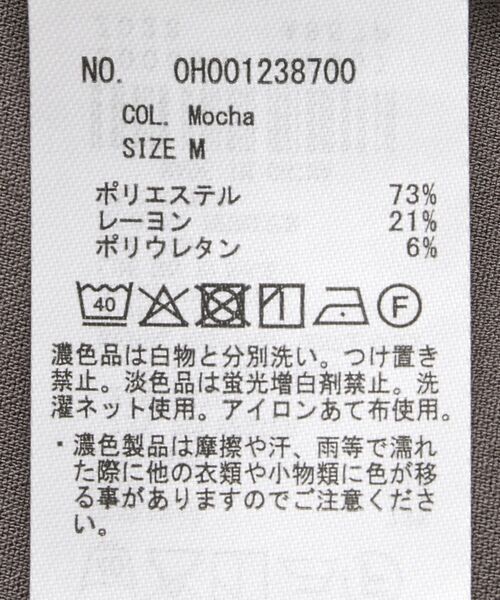 NO. 0H001238700
COL. Mocha
SIZE M
ポリエステル 73%
レーヨン 21%
ポリウレタン 6%
40 F
濃色品は白物と分別洗い。つけ置き
禁止。淡色品は蛍光増白剤禁止。洗
濯ネット使用。アイロンあて布使用。
・濃色製品は摩擦や汗、雨等で濡れ
た際に他の衣類や小物類に色が移
る事がありますのでご注意くださ
い。